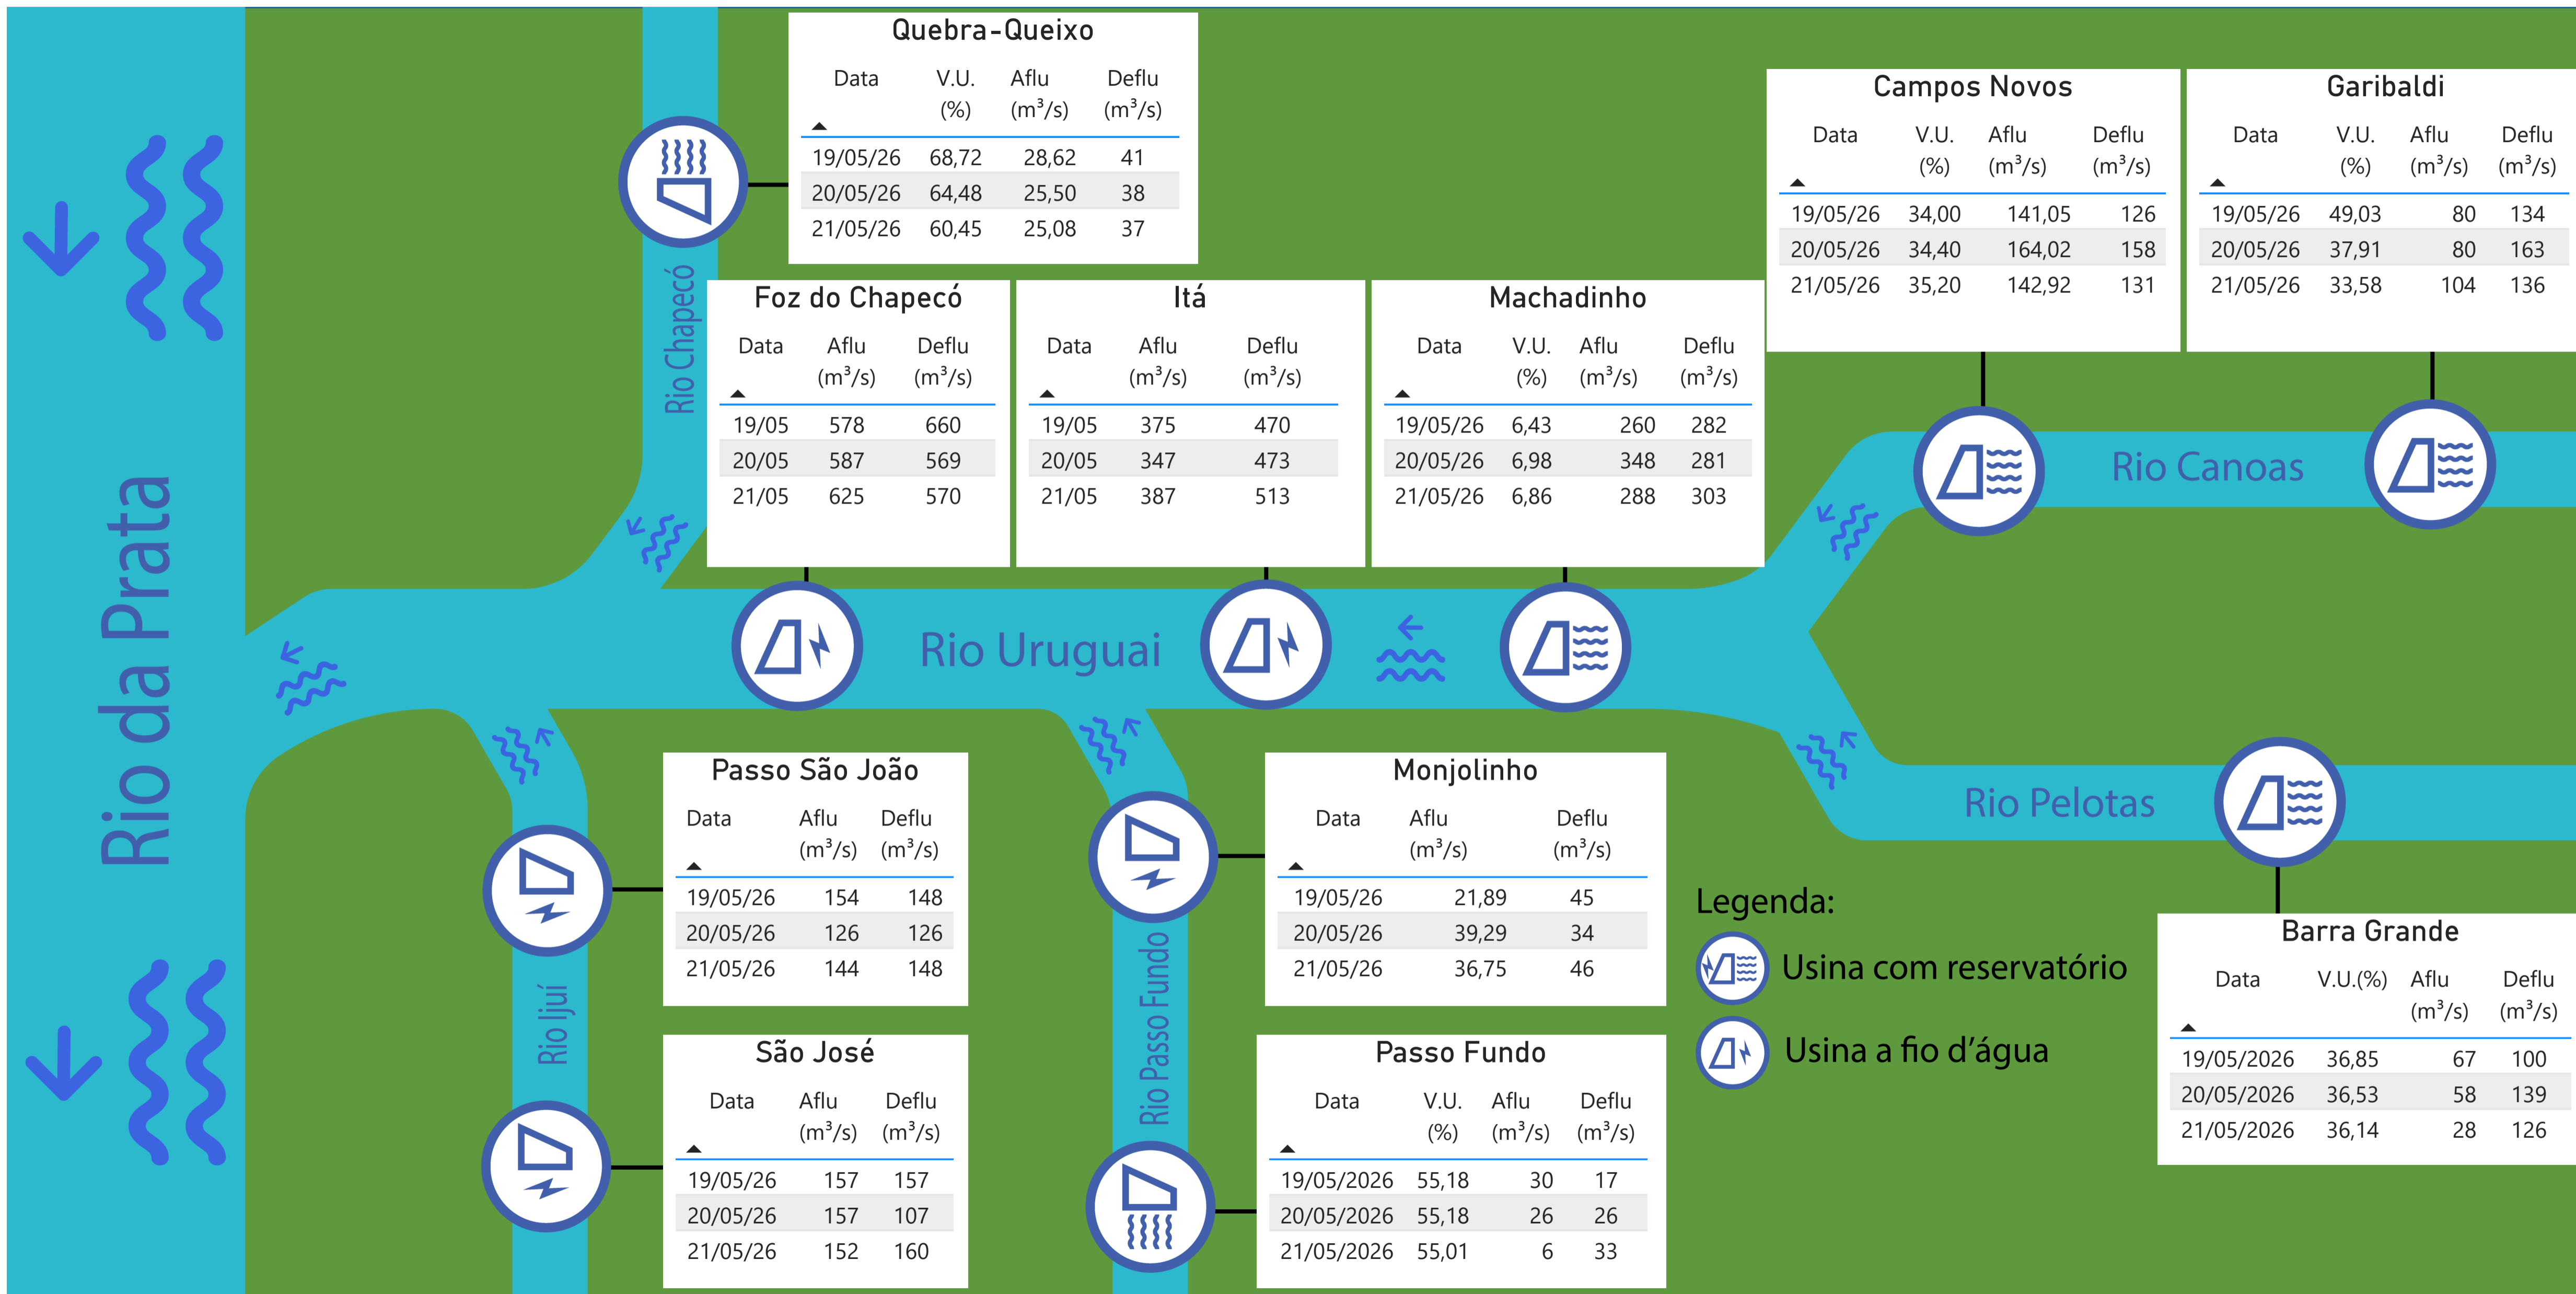 Quebra-Queixo
Data V.U. (%) Aflu (m³/s) Deflu (m³/s)
19/05/26 68,72 28,62 41
20/05/26 64,48 25,50 38
21/05/26 60,45 25,08 37
Campos Novos
Data V.U. (%) Aflu (m³/s) Deflu (m³/s)
19/05/26 34,00 141,05 126
20/05/26 34,40 164,02 158
21/05/26 35,20 142,92 131
Garibaldi
Data V.U. (%) Aflu (m³/s) Deflu (m³/s)
19/05/26 49,03 80 134
20/05/26 37,91 80 163
21/05/26 33,58 104 136
Rio Chapecó
Foz do Chapecó
Data Aflu (m³/s) Deflu (m³/s)
19/05 578 660
20/05 587 569
21/05 625 570
Itá
Data Aflu (m³/s) Deflu (m³/s)
19/05 375 470
20/05 347 473
21/05 387 513
Machadinho
Data V.U. (%) Aflu (m³/s) Deflu (m³/s)
19/05/26 6,43 260 282
20/05/26 6,98 348 281
21/05/26 6,86 288 303
Rio Canoas
Rio da Prata
Rio Uruguai
Rio Pelotas
Passo São João
Data Aflu (m³/s) Deflu (m³/s)
19/05/26 154 148
20/05/26 126 126
21/05/26 144 148
Monjolinho
Data Aflu (m³/s) Deflu (m³/s)
19/05/26 21,89 45
20/05/26 39,29 34
21/05/26 36,75 46
Rio Ijuí
Rio Passo Fundo
São José
Data Aflu (m³/s) Deflu (m³/s)
19/05/26 157 157
20/05/26 157 107
21/05/26 152 160
Passo Fundo
Data V.U. (%) Aflu (m³/s) Deflu (m³/s)
19/05/2026 55,18 30 17
20/05/2026 55,18 26 26
21/05/2026 55,01 6 33
Legenda:
Usina com reservatório
Usina a fio d’água
Barra Grande
Data V.U.(%) Aflu (m³/s) Deflu (m³/s)
19/05/2026 36,85 67 100
20/05/2026 36,53 58 139
21/05/2026 36,14 28 126